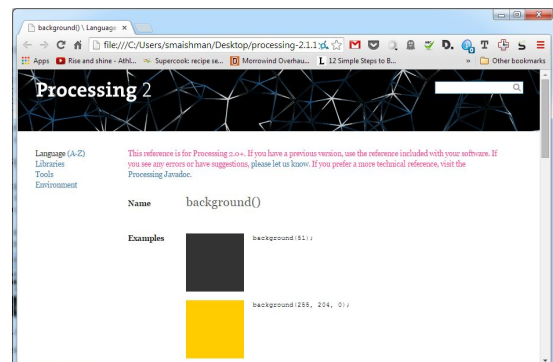 background() \ Language
file:///C:/Users/smaishman/Desktop/processing-2.1.1
Apps Rise and shine - Athl... Supercook: recipe se... Morrowind Overhau... L 12 Simple Steps to B... » Other bookmarks
Processing 2
Language (A-Z)
Libraries
Tools
Environment
This reference is for Processing 2.0+. If you have a previous version, use the reference included with your software. If
you see any errors or have suggestions, please let us know. If you prefer a more technical reference, visit the
Processing Javadoc.
Name background()
Examples background(51);
background(255, 204, 0);